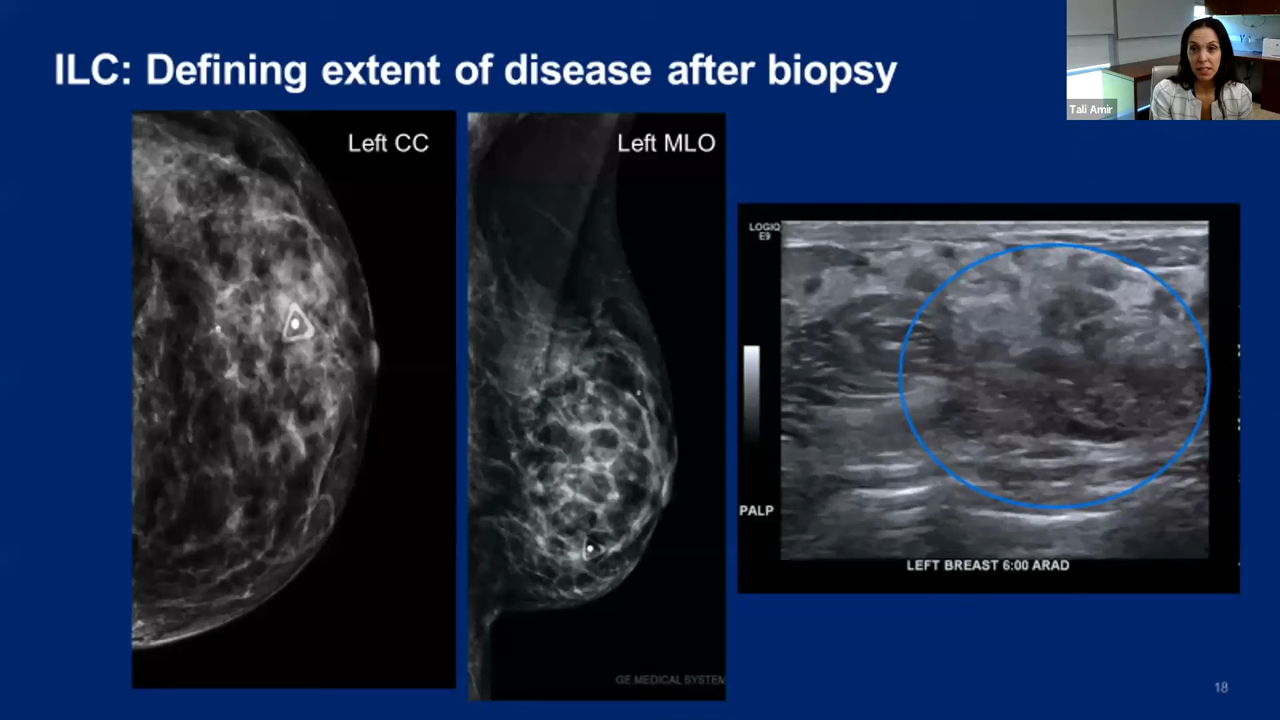 ILC: Defining extent of disease after biopsy
Tali Amir
Left CC
Left MLO
LOGIQ
E9
PALP
LEFT BREAST 6:00 ARAD
GE MEDICAL SYSTEM
18